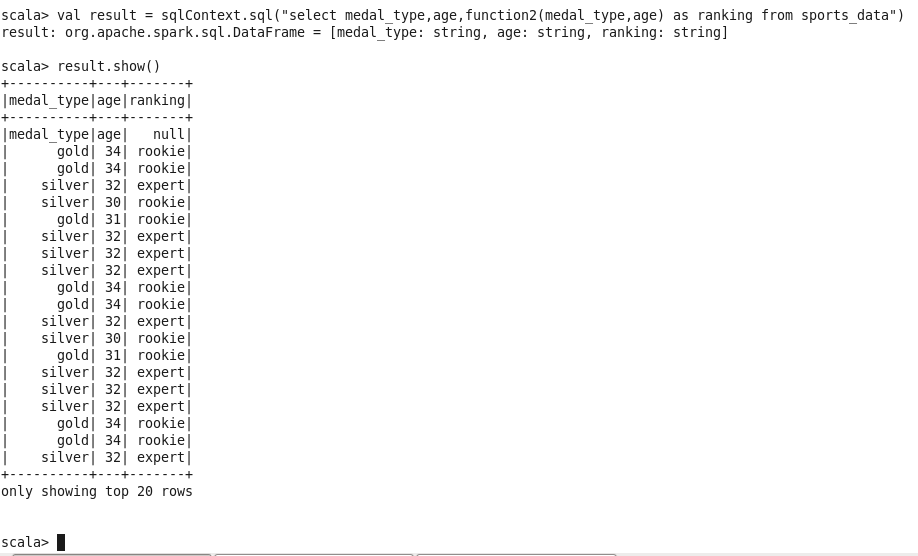 scala> val result = sqlContext.sql("select medal_type,age,function2(medal_type,age) as ranking from sports_data")
result: org.apache.spark.sql.DataFrame = [medal_type: string, age: string, ranking: string]
scala> result.show()
+----------+---+-------+
|medal_type|age|ranking|
+----------+---+-------+
|medal_type|age|   null|
|      gold| 34| rookie|
|      gold| 34| rookie|
|    silver| 32| expert|
|    silver| 30| rookie|
|      gold| 31| rookie|
|    silver| 32| expert|
|    silver| 32| expert|
|    silver| 32| expert|
|      gold| 34| rookie|
|      gold| 34| rookie|
|    silver| 32| expert|
|    silver| 30| rookie|
|      gold| 31| rookie|
|    silver| 32| expert|
|    silver| 32| expert|
|    silver| 32| expert|
|      gold| 34| rookie|
|      gold| 34| rookie|
|    silver| 32| expert|
+----------+---+-------+
only showing top 20 rows
scala>